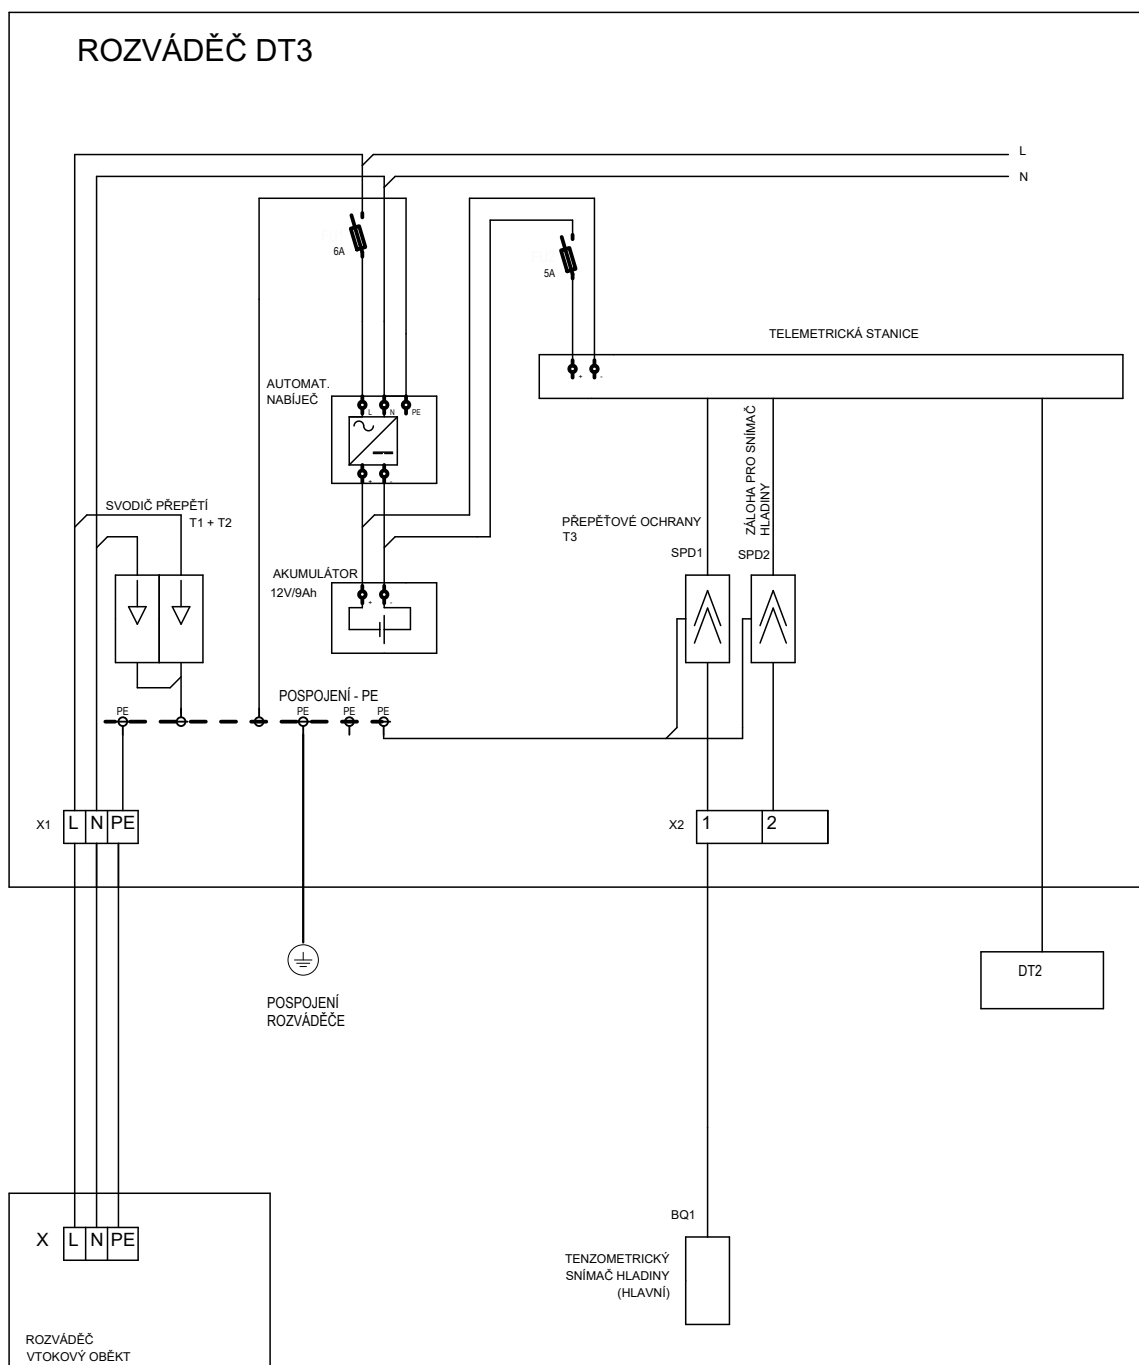 ROZVÁDĚČ DT3
L
N
6A
5A
TELEMETRICKÁ STANICE
+ -
AUTOMAT.
NABÍJEČ
L N PE
+ -
ZÁLOHA PRO SNÍMAČ
HLADINY
SVODIČ PŘEPĚTÍ
T1 + T2
PŘEPĚŤOVÉ OCHRANY
T3
SPD1
SPD2
AKUMULÁTOR
12V/9Ah
+ -
POSPOJENÍ - PE
PE PE PE PE
X1 L N PE
X2 1 2
POSPOJENÍ
ROZVÁDĚČE
DT2
BQ1
X L N PE
TENZOMETRICKÝ
SNÍMAČ HLADINY
(HLAVNÍ)
ROZVÁDĚČ
VTOKOVÝ OBĚKT